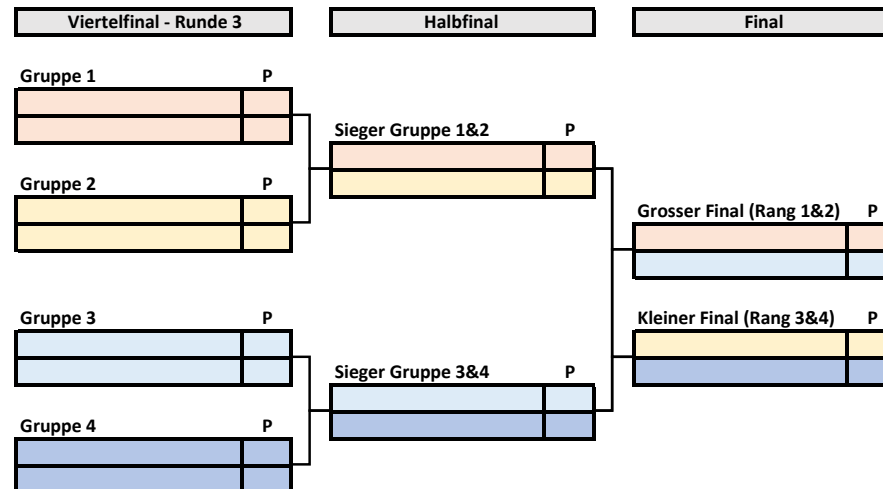 Viertelfinal - Runde 3
Halbfinal
Final
Gruppe 1 P
Sieger Gruppe 1&2 P
Gruppe 2 P
Grosser Final (Rang 1&2) P
Gruppe 3 P
Kleiner Final (Rang 3&4) P
Sieger Gruppe 3&4 P
Gruppe 4 P